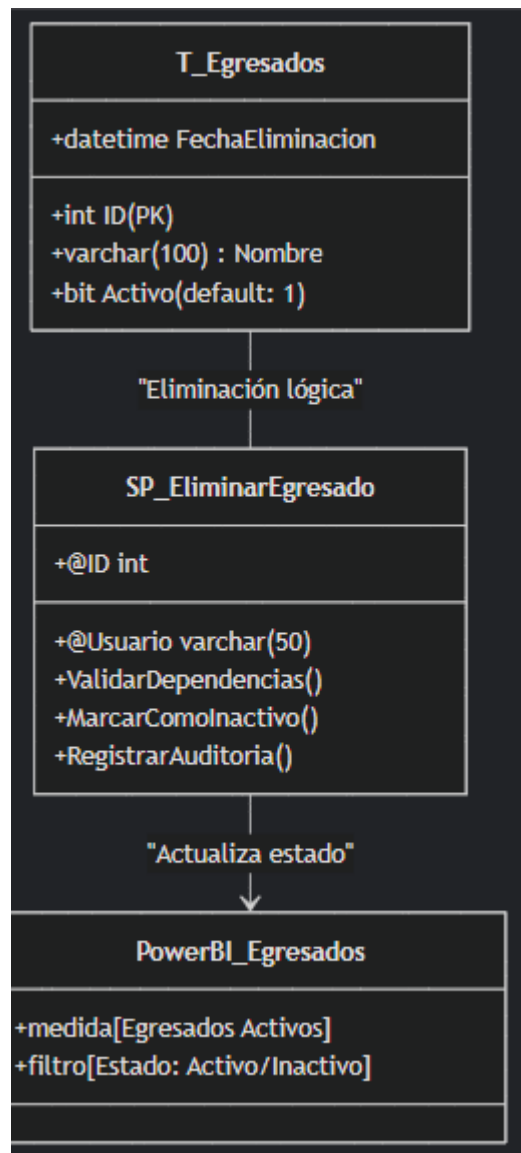 T_Egresados
+datetime FechaEliminacion
+int ID(PK)
+varchar(100) : Nombre
+bit Activo(default: 1)
"Eliminación lógica"
SP_EliminarEgresado
+@ID int
+@Usuario varchar(50)
+ValidarDependencias()
+MarcarComoInactivo()
+RegistrarAuditoria()
"Actualiza estado"
PowerBI_Egresados
+medida[Egresados Activos]
+filtro[Estado: Activo/Inactivo]